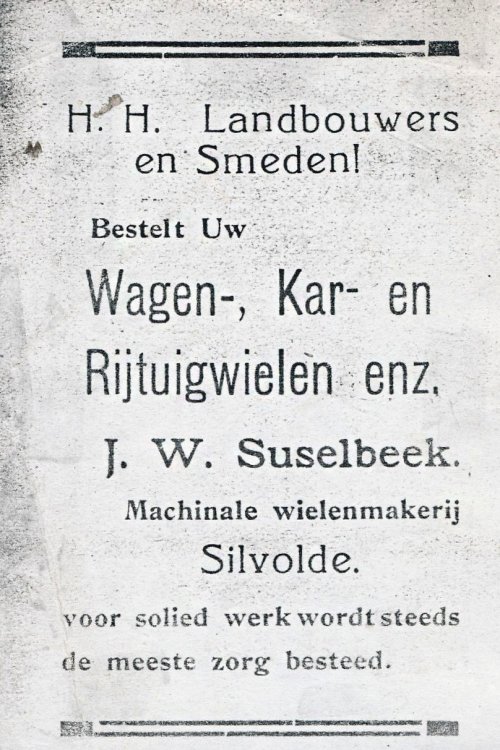 H. H. Landbouwers
en Smeden!
Bestelt Uw
Wagen-, Kar- en
Rijtuigwielen enz.
J. W. Suselbeek.
Machinale wielenmakerij
Silvolde.
voor solied werk wordt steeds
de meeste zorg besteed.